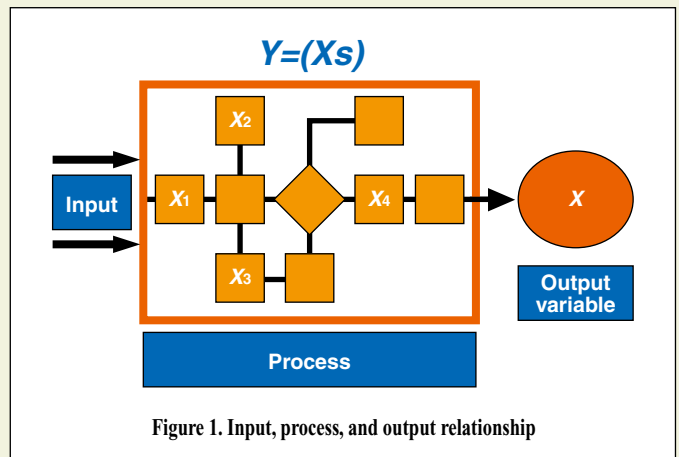 Y=(Xs)
X2
Input
X1
X4
X
X3
Output
variable
Process
Figure 1. Input, process, and output relationship